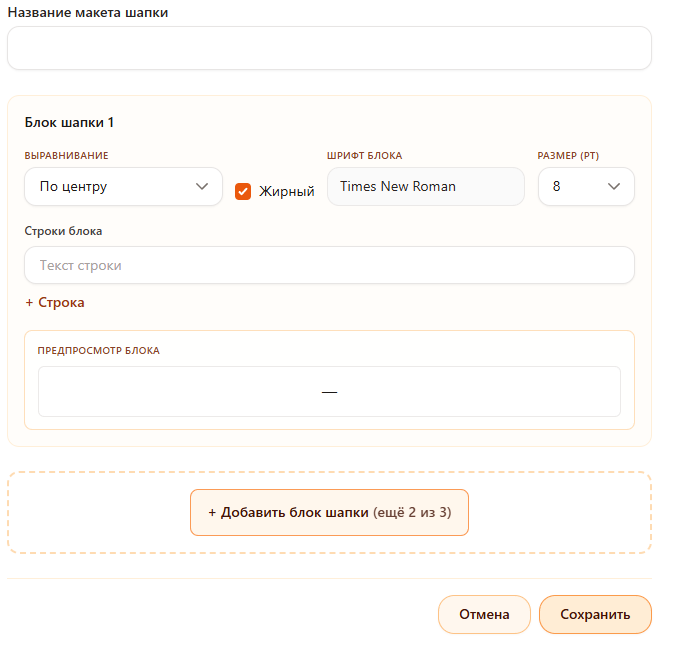 Название макета шапки
Блок шапки 1
ВЫРАВНИВАНИЕ
ШРИФТ БЛОКА
РАЗМЕР (PT)
По центру
Жирный
Times New Roman
8
Строки блока
Текст строки
+ Строка
ПРЕДПРОСМОТР БЛОКА
—
+ Добавить блок шапки (ещё 2 из 3)
Отмена
Сохранить